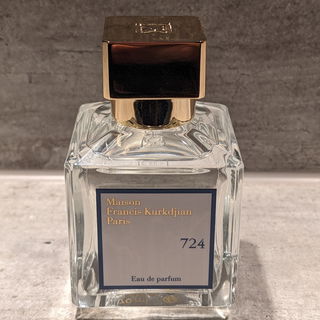 Maison
Francis Kurkdjian
Paris
724
Eau de parfum